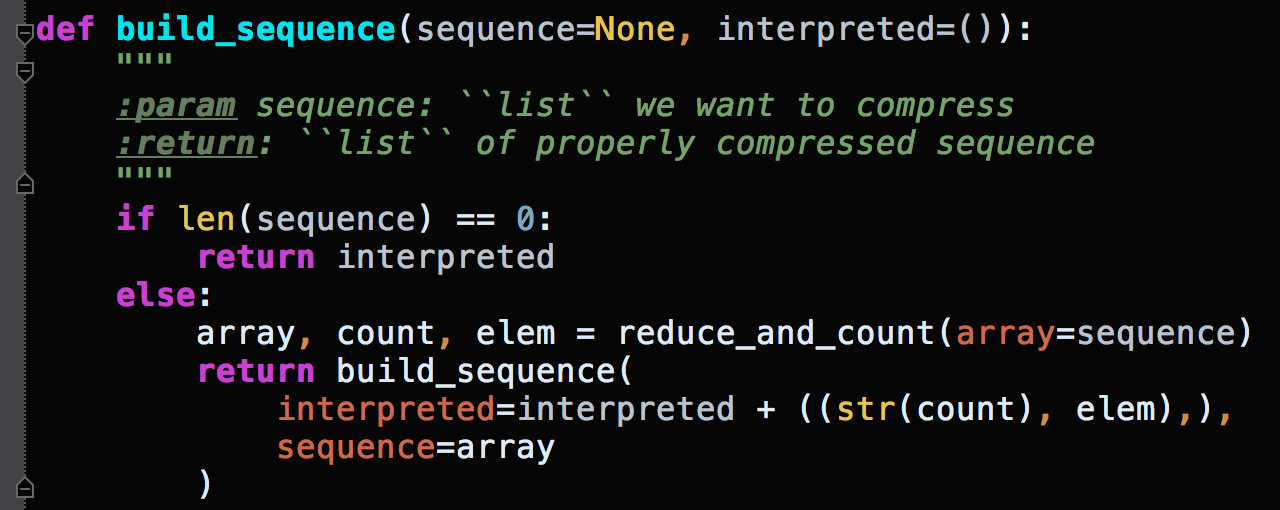 def build_sequence(sequence=None, interpreted=()):
    """
    :param sequence: ``list`` we want to compress
    :return: ``list`` of properly compressed sequence
    """
    if len(sequence) == 0:
        return interpreted
    else:
        array, count, elem = reduce_and_count(array=sequence)
        return build_sequence(
            interpreted=interpreted + ((str(count), elem),),
            sequence=array
        )